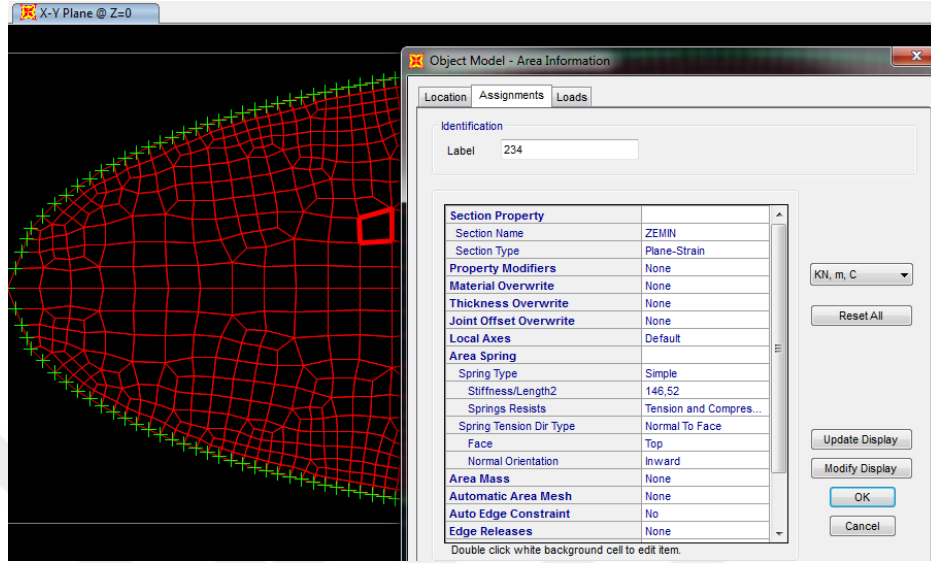 X-Y Plane @ Z=0
Object Model - Area Information
Location Assignments Loads
Identification
Label 234
Section Property
Section Name ZEMIN
Section Type Plane-Strain
Property Modifiers None
Material Overwrite None
Thickness Overwrite None
Joint Offset Overwrite None
Local Axes Default
Area Spring
Spring Type Simple
Stiffness/Length2 146,52
Springs Resists Tension and Compres...
Spring Tension Dir Type Normal To Face
Face Top
Normal Orientation Inward
Area Mass None
Automatic Area Mesh None
Auto Edge Constraint No
Edge Releases None
Double click white background cell to edit item.
KN, m, C
Reset All
Update Display
Modify Display
OK
Cancel